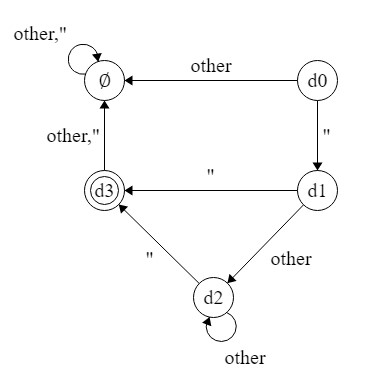 other,"
other
Ø
d0
other,"
"
"
d3
d1
"
other
d2
other